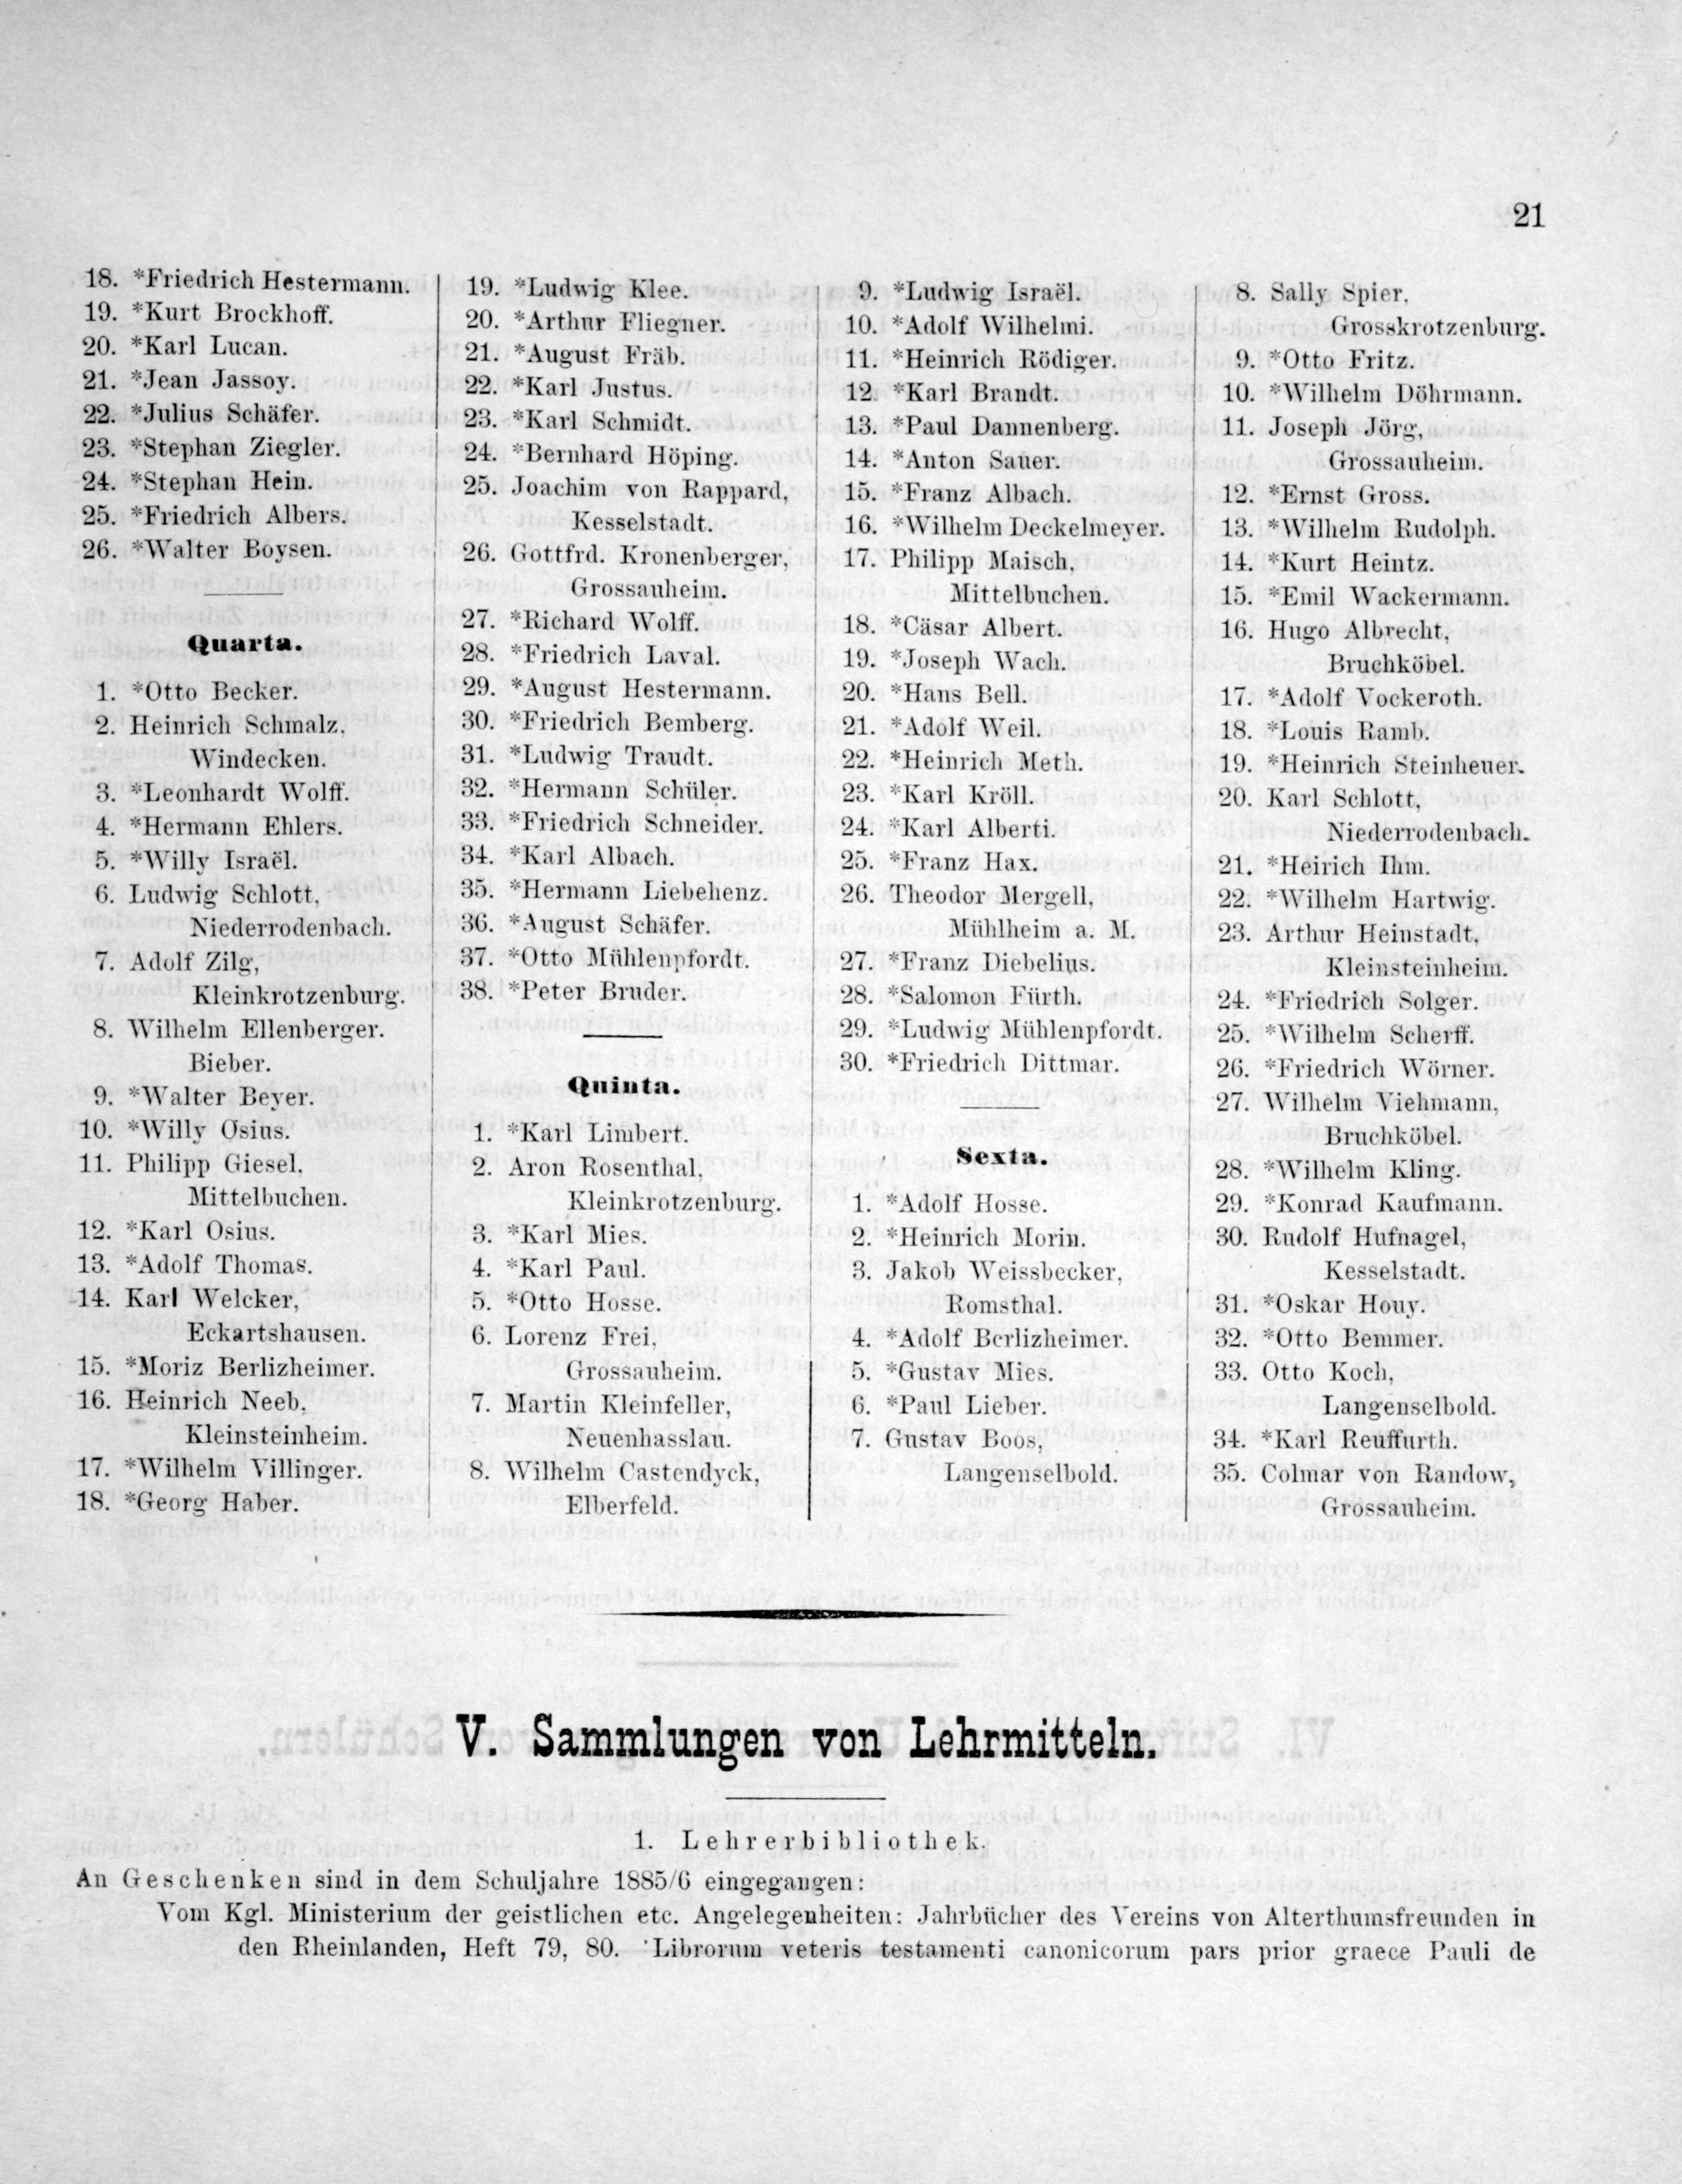 21
18. *Friedrich Hestermann.
19. *Kurt Brockhoff.
20. *Karl Lucan.
21. *Jean Jassoy.
22. *Julius Schäfer.
23. *Stephan Ziegler.
24. *Stephan Hein.
25. *Friedrich Albers.
26. *Walter Boysen.
Quarta.
1. *Otto Becker.
2. Heinrich Schmalz,
Windecken.
3. *Leonhardt Wolff.
4. *Hermann Ehlers.
5. *Willy Israël.
6. Ludwig Schlott,
Niederrodenbach.
7. Adolf Zilg,
Kleinkrotzenburg.
8. Wilhelm Ellenberger.
Bieber.
9. *Walter Beyer.
10. *Willy Osius.
11. Philipp Giesel,
Mittelbuchen.
12. *Karl Osius.
13. *Adolf Thomas.
14. Karl Welcker,
Eckartshausen.
15. *Moriz Berlizheimer.
16. Heinrich Neeb,
Kleinsteinheim.
17. *Wilhelm Villinger.
18. *Georg Haber.
19. *Ludwig Klee.
20. *Arthur Fliegner.
21. *August Fräb.
22. *Karl Justus.
23. *Karl Schmidt.
24. *Bernhard Höping.
25. Joachim von Rappard,
Kesselstadt.
26. Gottfrd. Kronenberger,
Grossauheim.
27. *Richard Wolff.
28. *Friedrich Laval.
29. *August Hestermann.
30. *Friedrich Bemberg.
31. *Ludwig Traudt.
32. *Hermann Schüler.
33. *Friedrich Schneider.
34. *Karl Albach.
35. *Hermann Liebehenz.
36. *August Schäfer.
37. *Otto Mühlenpfordt.
38. *Peter Bruder.
Quinta.
1. *Karl Limbert.
2. Aron Rosenthal,
Kleinkrotzenburg.
3. *Karl Mies.
4. *Karl Paul.
5. *Otto Hosse.
6. Lorenz Frei,
Grossauheim.
7. Martin Kleinfeller,
Neuenhasslau.
8. Wilhelm Castendyck,
Elberfeld.
9. *Ludwig Israël.
10. *Adolf Wilhelmi.
11. *Heinrich Rödiger.
12. *Karl Brandt.
13. *Paul Dannenberg.
14. *Anton Sauer.
15. *Franz Albach.
16. *Wilhelm Deckelmeyer.
17. Philipp Maisch,
Mittelbuchen.
18. *Cäsar Albert.
19. *Joseph Wach.
20. *Hans Bell.
21. *Adolf Weil.
22. *Heinrich Meth.
23. *Karl Kröll.
24. *Karl Alberti.
25. *Franz Hax.
26. Theodor Mergell,
Mühlheim a. M.
27. *Franz Diebelius.
28. *Salomon Fürth.
29. *Ludwig Mühlenpfordt.
30. *Friedrich Dittmar.
Sexta.
1. *Adolf Hosse.
2. *Heinrich Morin.
3. Jakob Weissbecker,
Romsthal.
4. *Adolf Berlizheimer.
5. *Gustav Mies.
6. *Paul Lieber.
7. Gustav Boos,
Langenselbold.
8. Sally Spier,
Grosskrotzenburg.
9. *Otto Fritz.
10. *Wilhelm Döhrmann.
11. Joseph Jörg,
Grossauheim.
12. *Ernst Gross.
13. *Wilhelm Rudolph.
14. *Kurt Heintz.
15. *Emil Wackermann.
16. Hugo Albrecht,
Bruchköbel.
17. *Adolf Vockeroth.
18. *Louis Ramb.
19. *Heinrich Steinheuer.
20. Karl Schlott,
Niederrodenbach.
21. *Heirich Ihm.
22. *Wilhelm Hartwig.
23. Arthur Heinstadt,
Kleinsteinheim.
24. *Friedrich Solger.
25. *Wilhelm Scherff.
26. *Friedrich Wörner.
27. Wilhelm Viehmann,
Bruchköbel.
28. *Wilhelm Kling.
29. *Konrad Kaufmann.
30. Rudolf Hufnagel,
Kesselstadt.
31. *Oskar Houy.
32. *Otto Bemmer.
33. Otto Koch,
Langenselbold.
34. *Karl Reuffurth.
35. Colmar von Randow,
Grossauheim.
V. Sammlungen von Lehrmitteln.
1. Lehrerbibliothek.
An Geschenken sind in dem Schuljahre 1885/6 eingegangen:
Vom Kgl. Ministerium der geistlichen etc. Angelegenheiten: Jahrbücher des Vereins von Alterthumsfreunden in
den Rheinlanden, Heft 79, 80. Librorum veteris testamenti canonicorum pars prior graece Pauli de